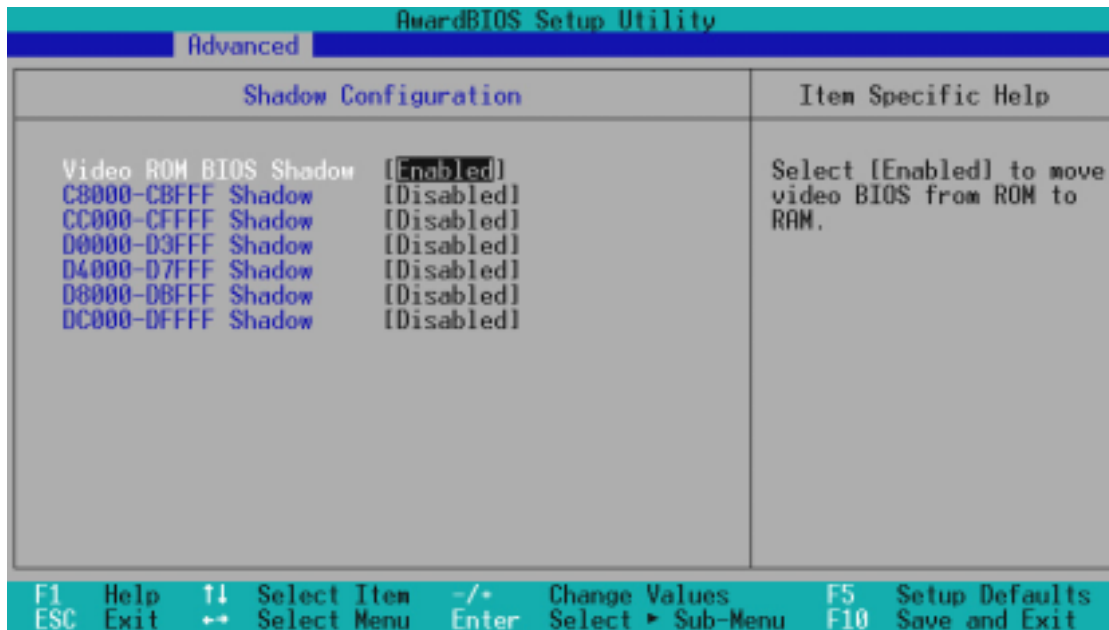 AwardBIOS Setup Utility
Advanced
Shadow Configuration
Item Specific Help
Video ROM BIOS Shadow [Enabled]
C8000-CBFFF Shadow [Disabled]
CC000-CFFFF Shadow [Disabled]
D0000-D3FFF Shadow [Disabled]
D4000-D7FFF Shadow [Disabled]
D8000-DBFFF Shadow [Disabled]
DC000-DFFFF Shadow [Disabled]
Select [Enabled] to move
video BIOS from ROM to
RAM.
F1 Help ↑↓ Select Item -/+ Change Values F5 Setup Defaults
ESC Exit ←→ Select Menu Enter Select ► Sub-Menu F10 Save and Exit